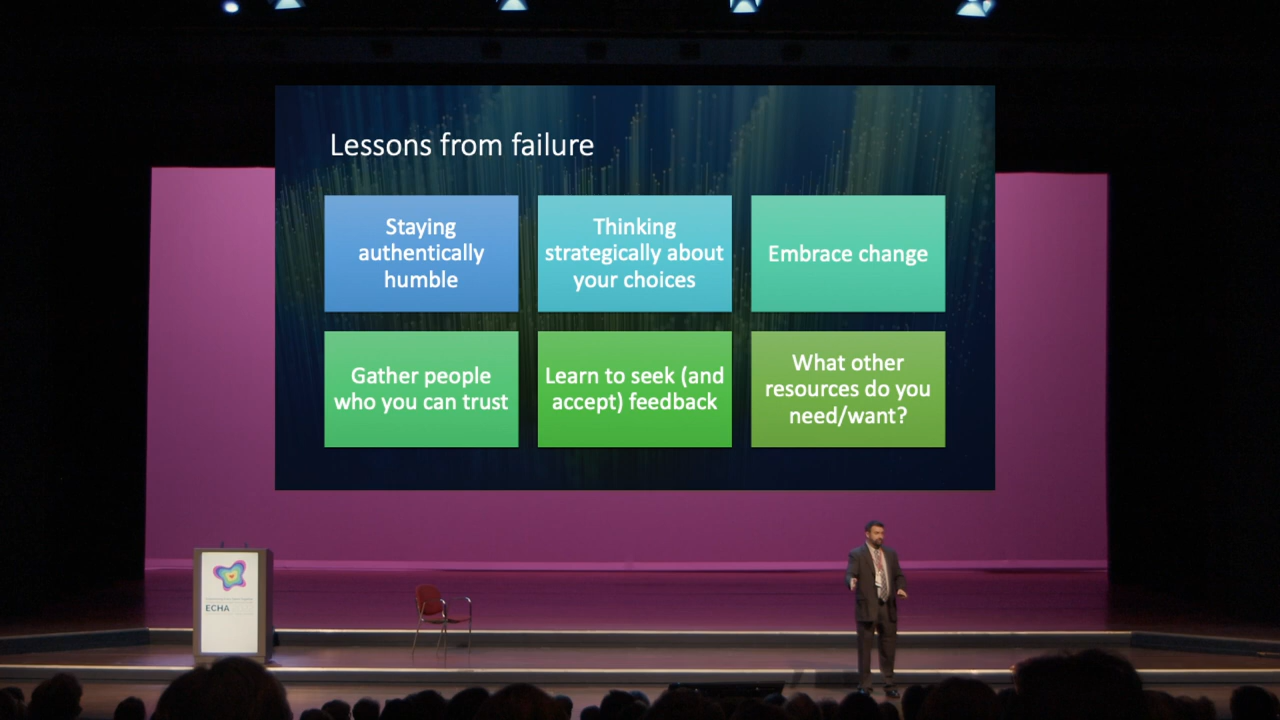 Lessons from failure
Staying
authentically
humble
Thinking
strategically about
your choices
Embrace change
Gather people
who you can trust
Learn to seek (and
accept) feedback
What other
resources do you
need/want?
ECHA